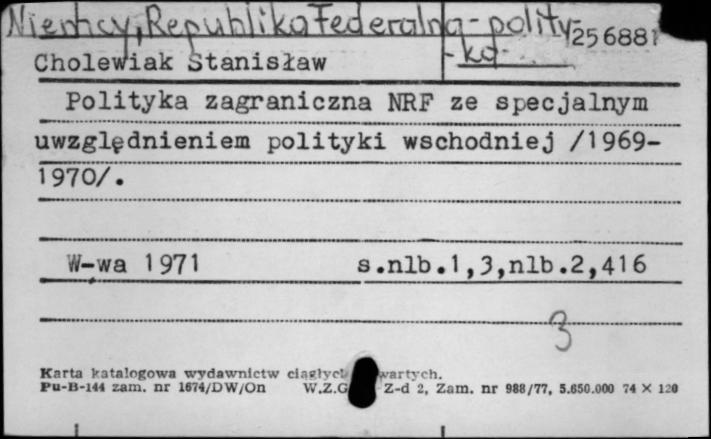 Niemcy, Republika Federalna - polity-
-ka-
256881
Cholewiak Stanisław
Polityka zagraniczna NRF ze specjalnym
uwzględnieniem polityki wschodniej /1969-
1970/.
W-wa 1971 s.nlb.1,3,nlb.2,416
3
Karta katalogowa wydawnictw ciągłych wartych.
Pu-B-144 zam. nr 1674/DW/On W.Z.G Z-d 2, Zam. nr 988/77, 5.650.000 74 × 120